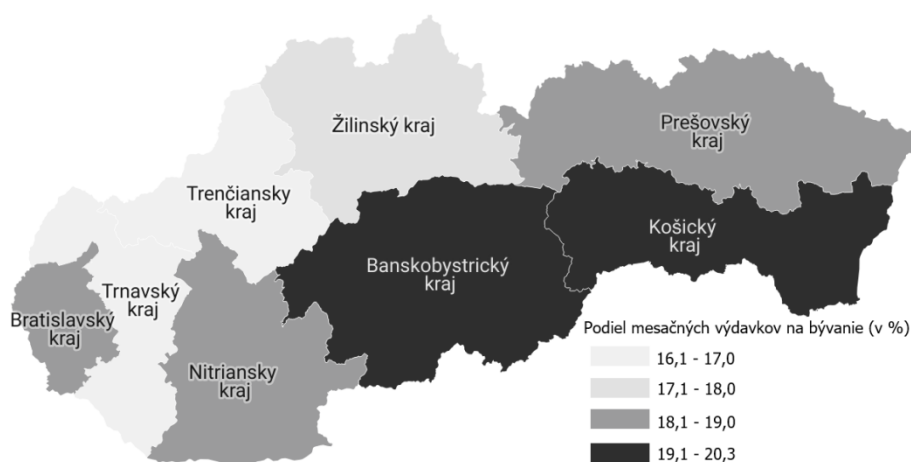 Žilinský kraj
Prešovský
kraj
Trenčiansky
kraj
Košický
kraj
Banskobystrický
kraj
Trnavský
kraj
Bratislavský
kraj
Nitriansky
kraj
Podiel mesačných výdavkov na bývanie (v %)
16,1 - 17,0
17,1 - 18,0
18,1 - 19,0
19,1 - 20,3